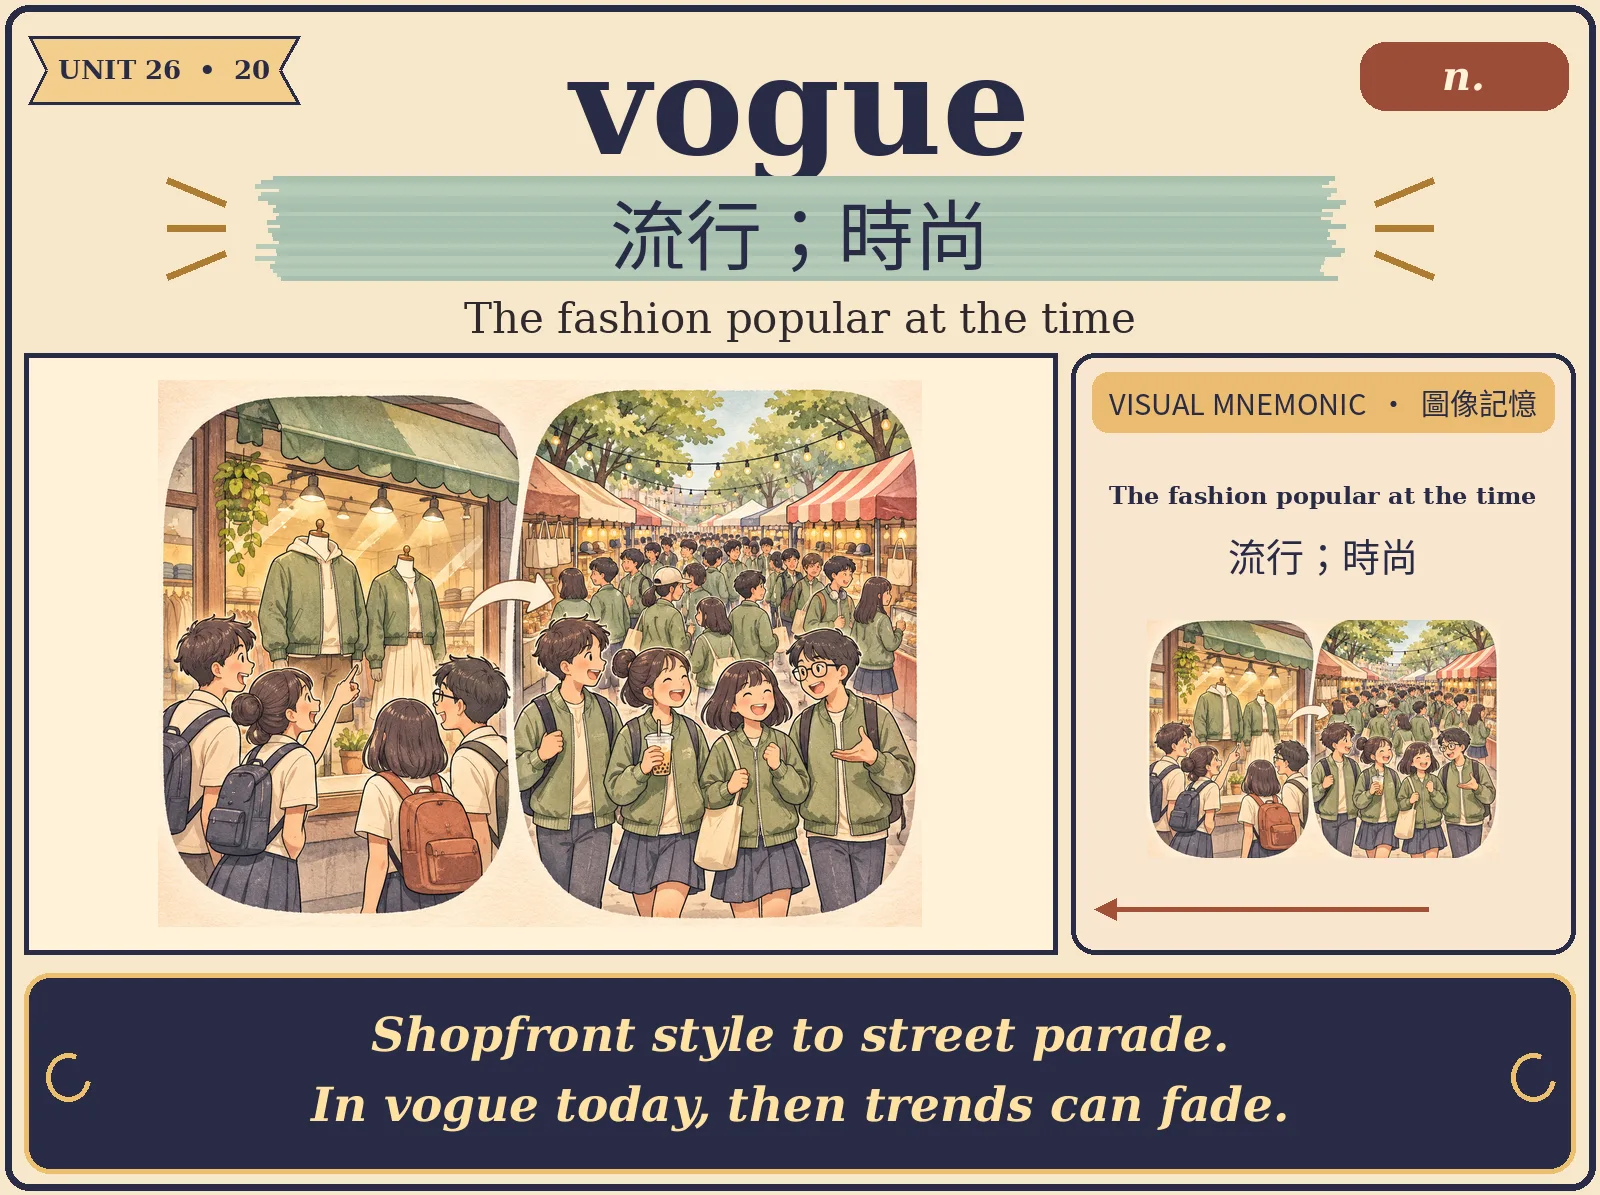 UNIT 26 • 20
vogue
n.
流行；時尚
The fashion popular at the time
VISUAL MNEMONIC • 圖像記憶
The fashion popular at the time
流行；時尚
Shopfront style to street parade.
In vogue today, then trends can fade.